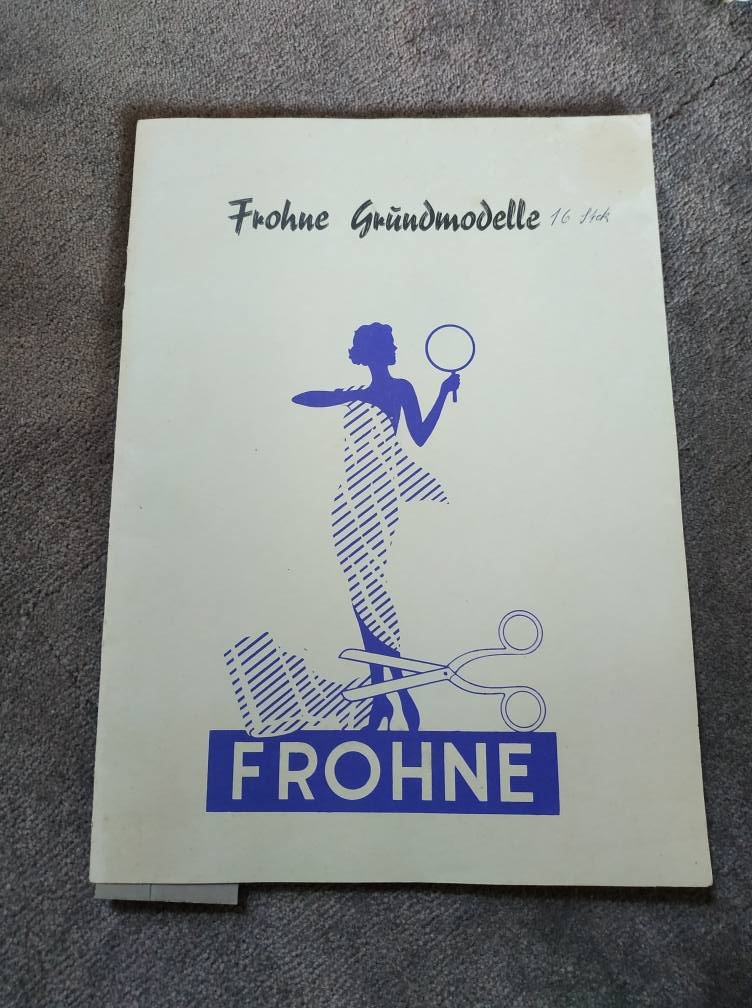 Frohne Grundmodelle 16 Stck
FROHNE